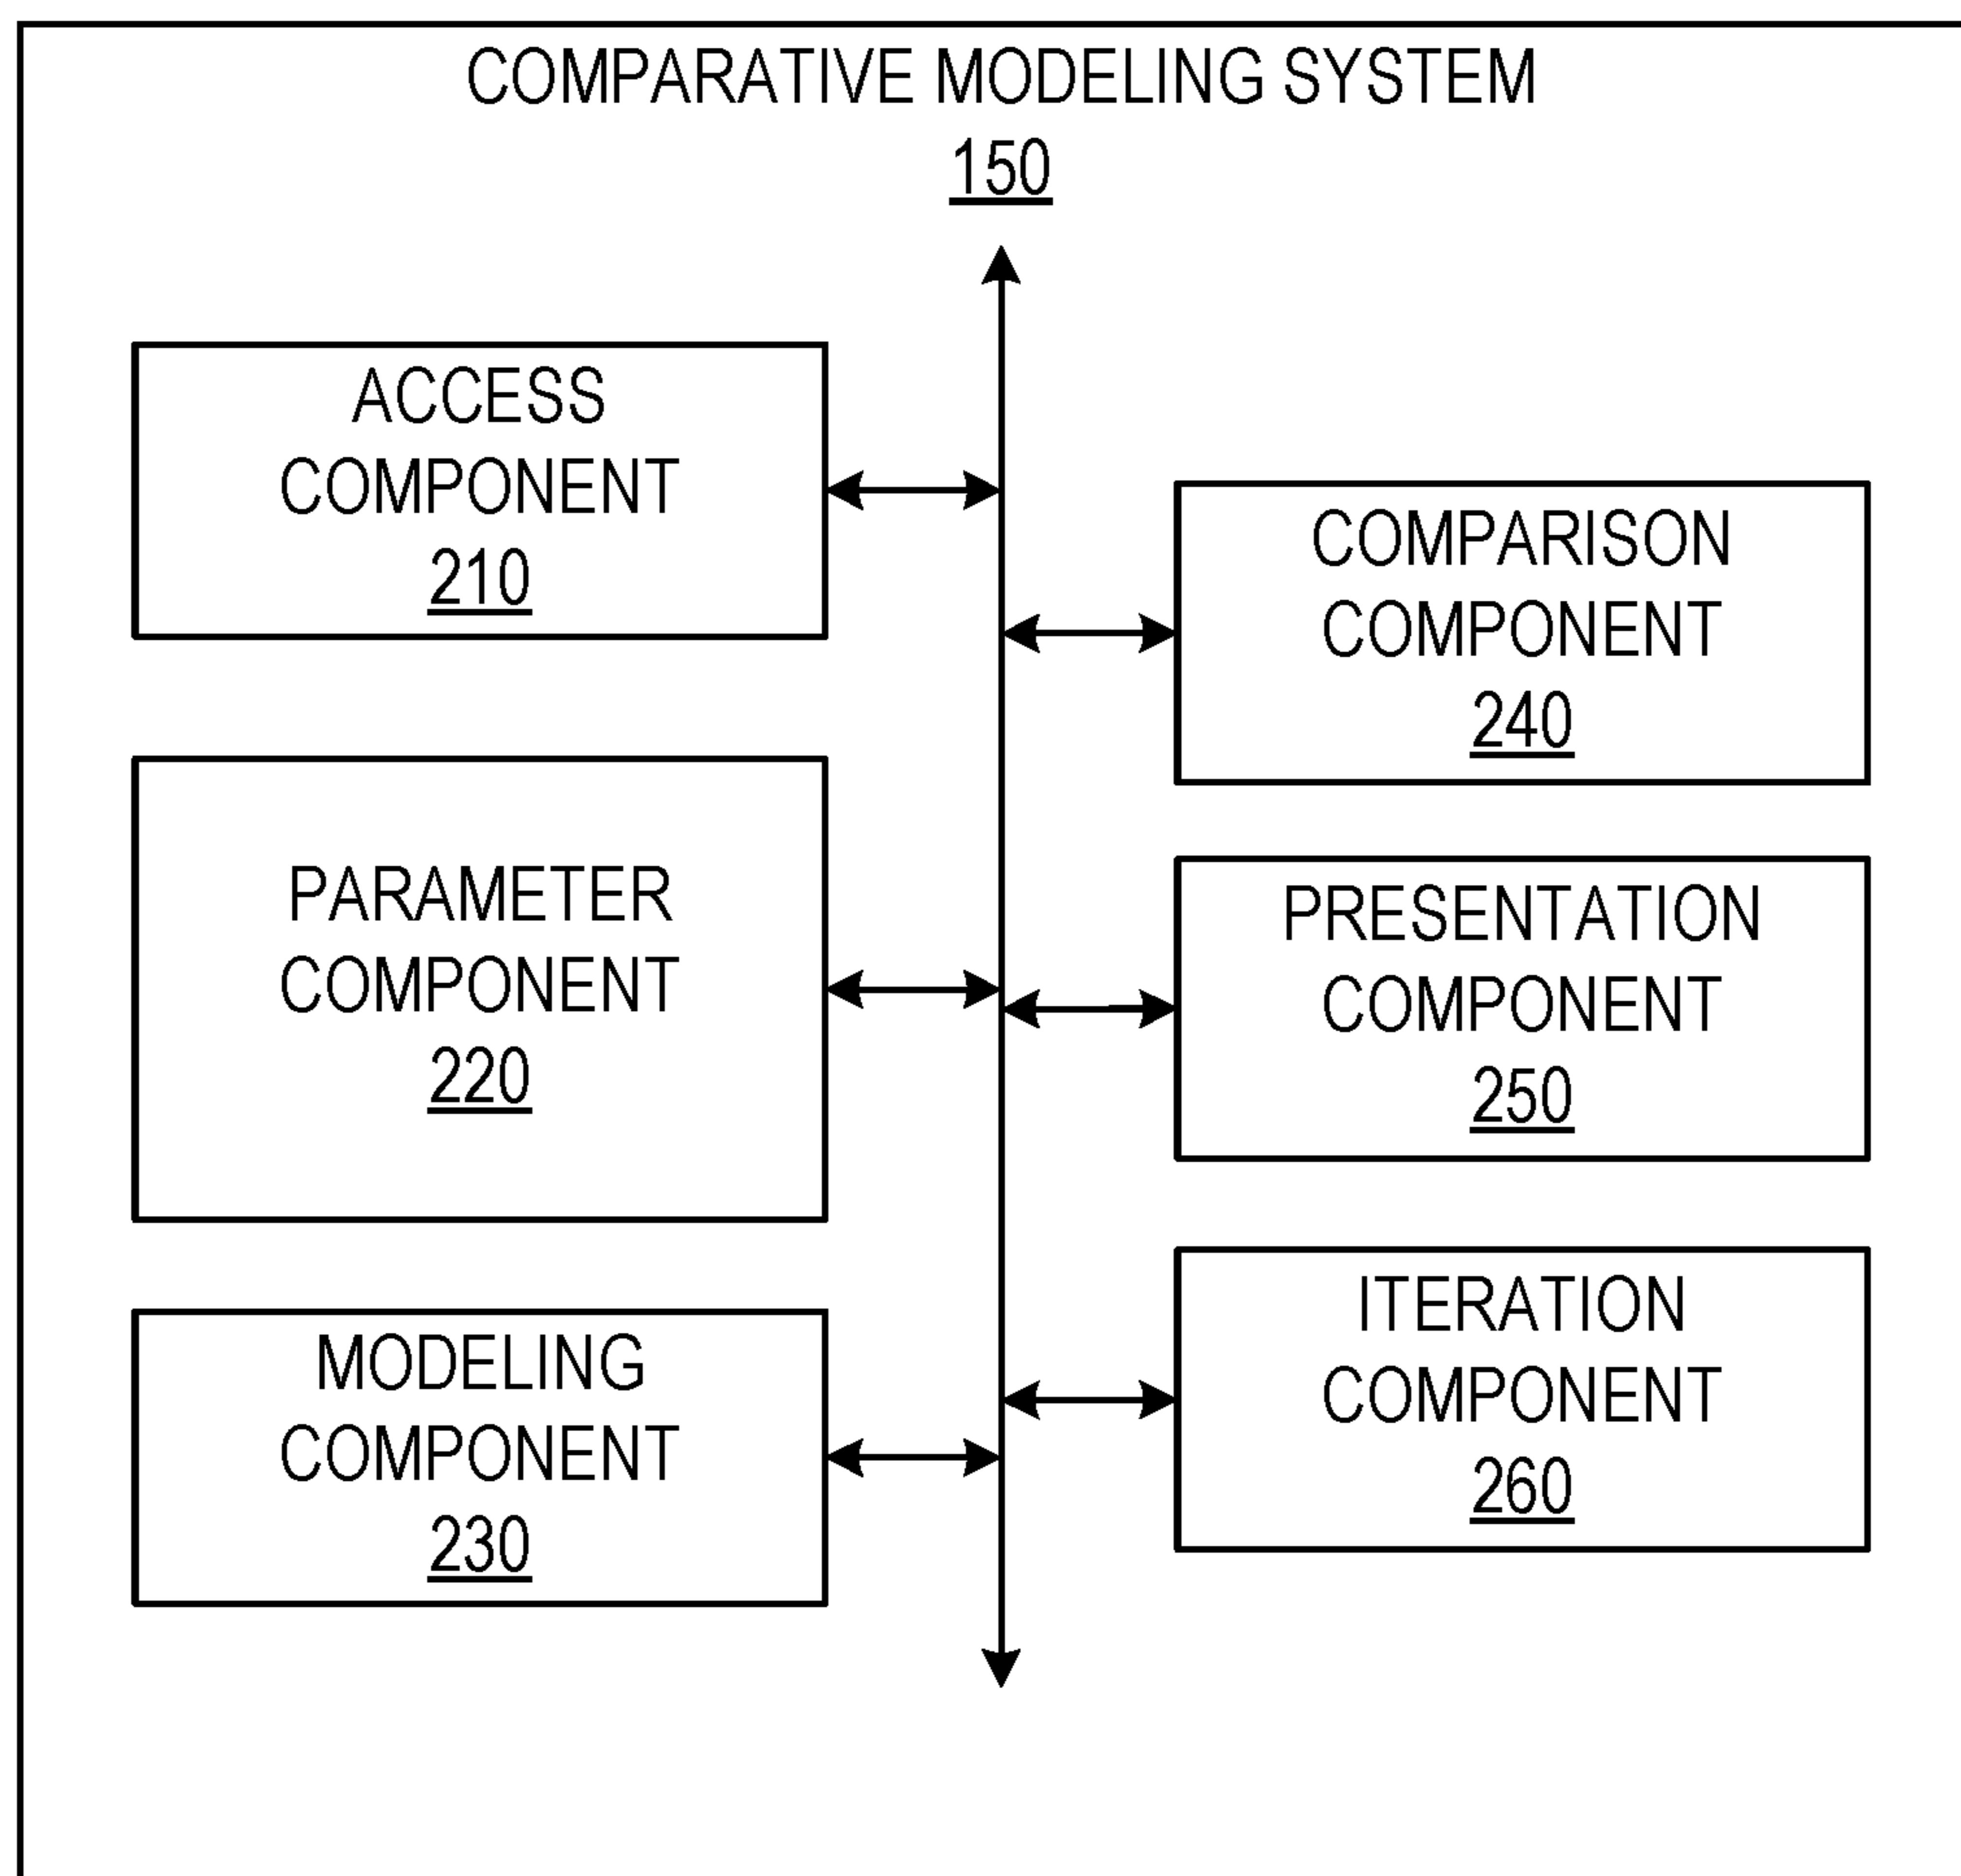 COMPARATIVE MODELING SYSTEM
150
ACCESS
COMPONENT
210
PARAMETER
COMPONENT
220
MODELING
COMPONENT
230
COMPARISON
COMPONENT
240
PRESENTATION
COMPONENT
250
ITERATION
COMPONENT
260